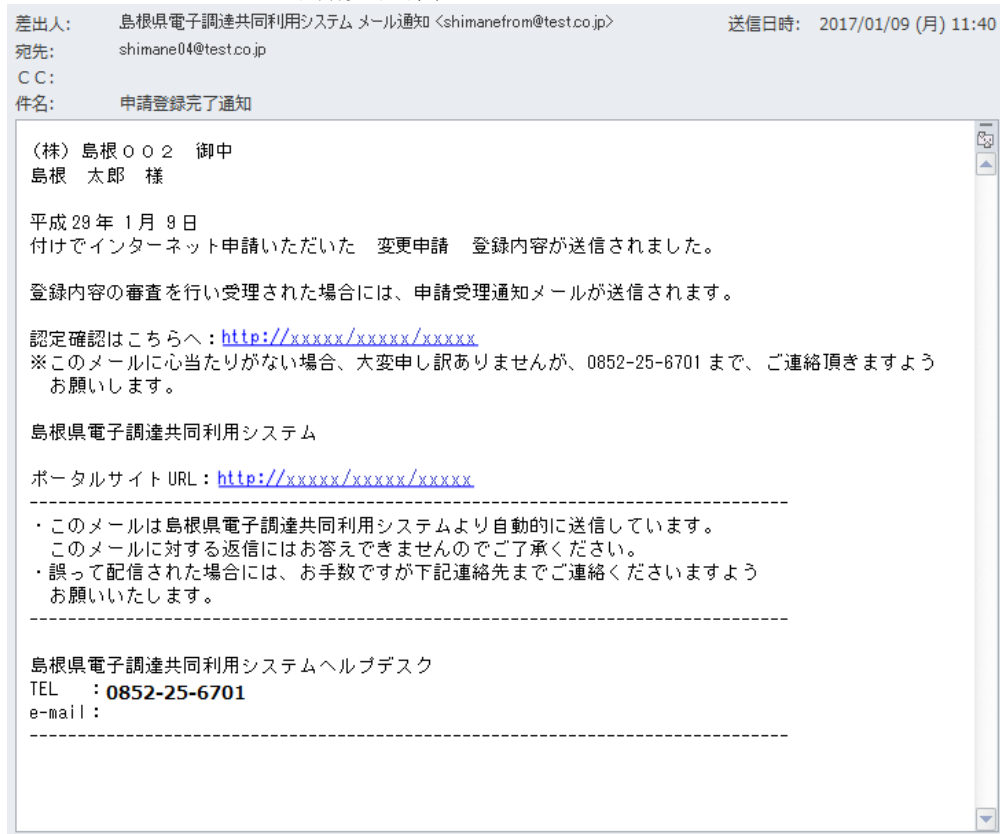 差出人: 島根県電子調達共同利用システム メール通知 <shimanefrom@test.co.jp> 送信日時: 2017/01/09 (月) 11:40
宛先: shimane04@test.co.jp
ＣＣ:
件名: 申請登録完了通知
（株）島根００２　御中
島根　太郎　様
平成29年 1月 9日
付けでインターネット申請いただいた　変更申請　登録内容が送信されました。
登録内容の審査を行い受理された場合には、申請受理通知メールが送信されます。
認定確認はこちらへ：http://xxxxx/xxxxx/xxxxx
※このメールに心当たりがない場合、大変申し訳ありませんが、0852-25-6701まで、ご連絡頂きますよう
お願いします。
島根県電子調達共同利用システム
ポータルサイトURL：http://xxxxx/xxxxx/xxxxx
-------------------------------------------------------------------------------
・このメールは島根県電子調達共同利用システムより自動的に送信しています。
このメールに対する返信にはお答えできませんのでご了承ください。
・誤って配信された場合には、お手数ですが下記連絡先までご連絡くださいますよう
お願いいたします。
-------------------------------------------------------------------------------
島根県電子調達共同利用システムヘルプデスク
TEL　：0852-25-6701
e-mail：
-------------------------------------------------------------------------------